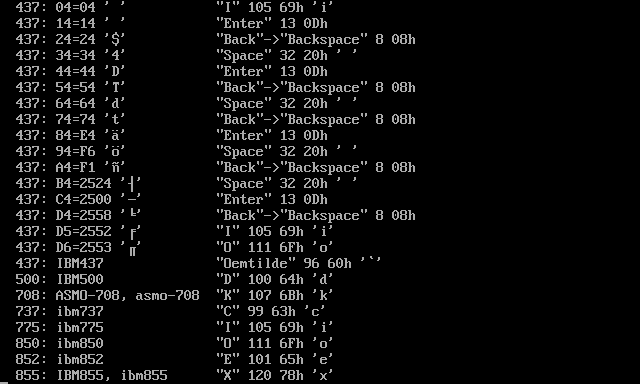 437: 04=04 ' ' "I" 105 69h 'i'
437: 14=14 ' ' "Enter" 13 0Dh
437: 24=24 '$' "Back"->"Backspace" 8 08h
437: 34=34 '4' "Space" 32 20h ' '
437: 44=44 'D' "Enter" 13 0Dh
437: 54=54 'T' "Back"->"Backspace" 8 08h
437: 64=64 'd' "Space" 32 20h ' '
437: 74=74 't' "Back"->"Backspace" 8 08h
437: 84=E4 'ä' "Enter" 13 0Dh
437: 94=F6 'ö' "Space" 32 20h ' '
437: A4=F1 'ñ' "Back"->"Backspace" 8 08h
437: B4=2524 '┤' "Space" 32 20h ' '
437: C4=2500 '─' "Enter" 13 0Dh
437: D4=2558 '╘' "Back"->"Backspace" 8 08h
437: D5=2552 '╒' "I" 105 69h 'i'
437: D6=2553 '╓' "O" 111 6Fh 'o'
437: IBM437 "Oemtilde" 96 60h '`'
500: IBM500 "D" 100 64h 'd'
708: ASMO-708, asmo-708 "K" 107 6Bh 'k'
737: ibm737 "C" 99 63h 'c'
775: ibm775 "I" 105 69h 'i'
850: ibm850 "O" 111 6Fh 'o'
852: ibm852 "E" 101 65h 'e'
855: IBM855, ibm855 "X" 120 78h 'x'